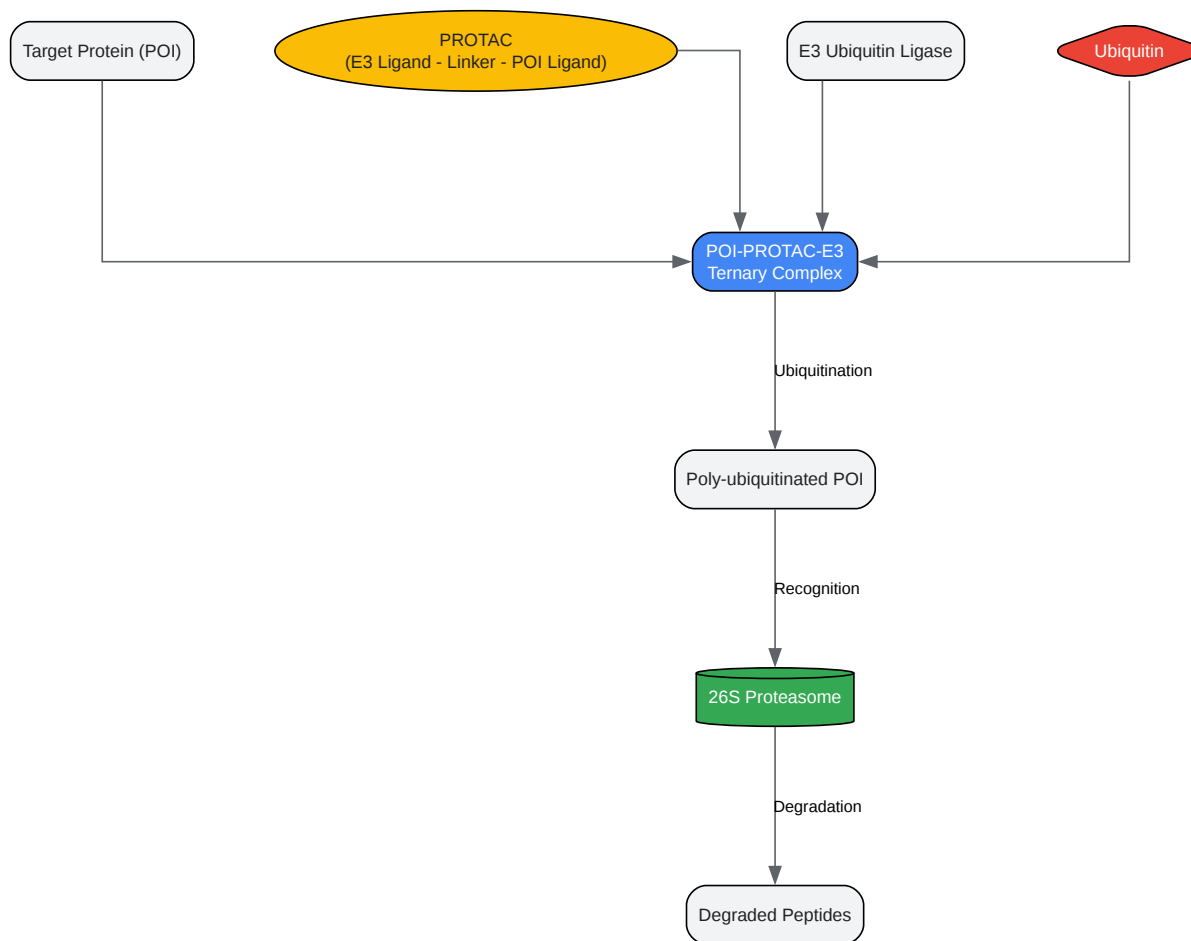 Target Protein (POI)
PROTAC
(E3 Ligand - Linker - POI Ligand)
E3 Ubiquitin Ligase
Ubiquitin
POI-PROTAC-E3
Ternary Complex
Ubiquitination
Poly-ubiquitinated POI
Recognition
26S Proteasome
Degradation
Degraded Peptides